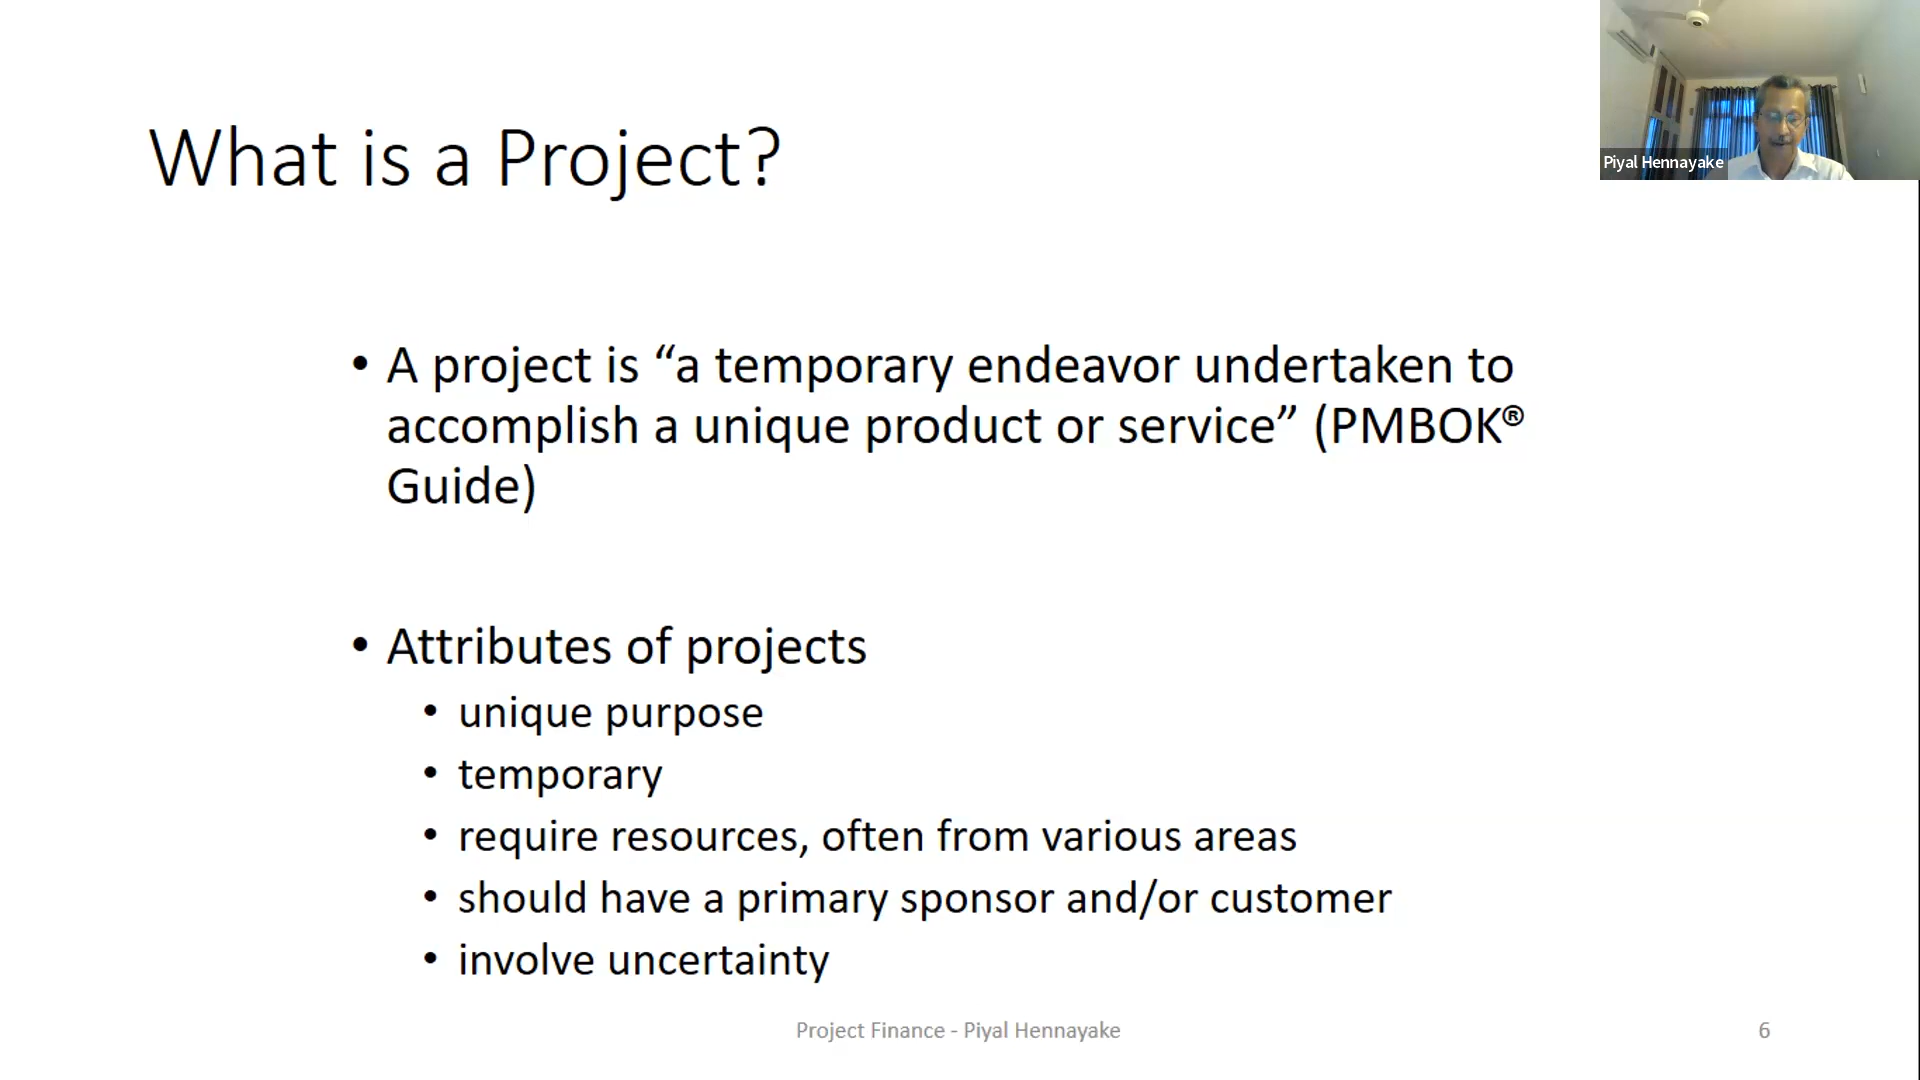 What is a Project?
Piyal Hennayake
• A project is “a temporary endeavor undertaken to
accomplish a unique product or service” (PMBOK®
Guide)
• Attributes of projects
• unique purpose
• temporary
• require resources, often from various areas
• should have a primary sponsor and/or customer
• involve uncertainty
Project Finance - Piyal Hennayake
6